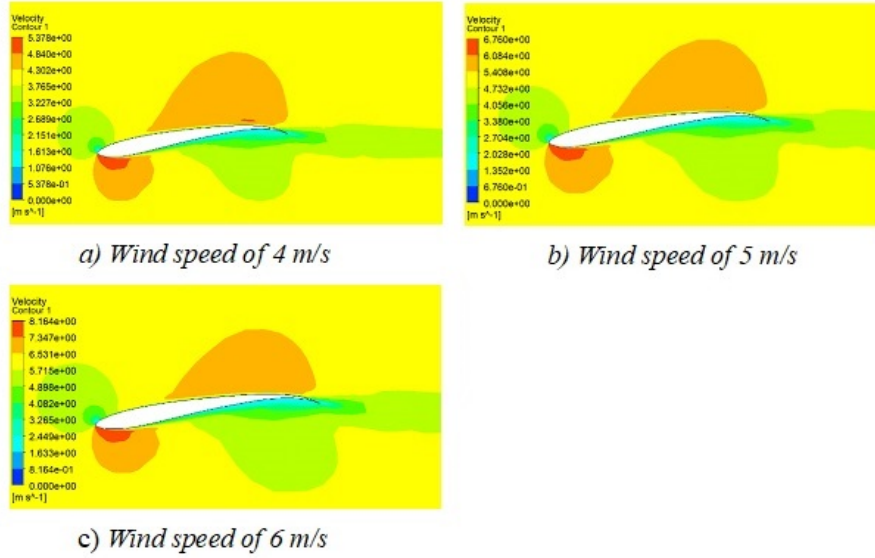 Velocity
Contour 1
5.378e+00
4.840e+00
4.302e+00
3.765e+00
3.227e+00
2.689e+00
2.151e+00
1.613e+00
1.076e+00
5.378e-01
0.000e+00
[m s^-1]
a) Wind speed of 4 m/s
Velocity
Contour 1
6.760e+00
6.084e+00
5.408e+00
4.732e+00
4.056e+00
3.380e+00
2.704e+00
2.028e+00
1.352e+00
6.760e-01
0.000e+00
[m s^-1]
b) Wind speed of 5 m/s
Velocity
Contour 1
8.164e+00
7.347e+00
6.531e+00
5.715e+00
4.898e+00
4.082e+00
3.265e+00
2.449e+00
1.633e+00
8.164e-01
0.000e+00
[m s^-1]
c) Wind speed of 6 m/s